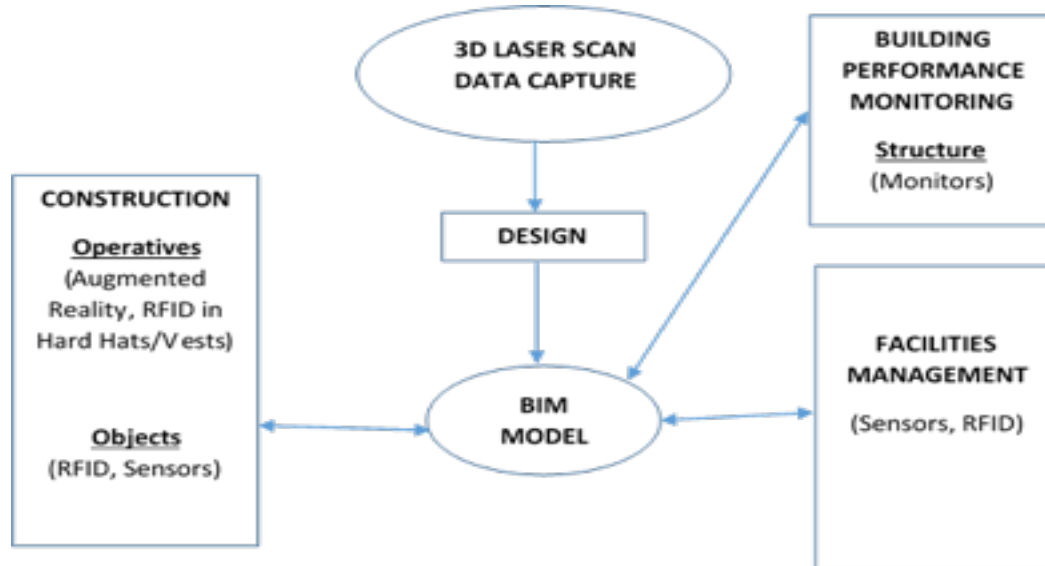 3D LASER SCAN
DATA CAPTURE
BUILDING
PERFORMANCE
MONITORING
Structure
(Monitors)
CONSTRUCTION
Operatives
(Augmented
Reality, RFID in
Hard Hats/Vests)
Objects
(RFID, Sensors)
DESIGN
BIM
MODEL
FACILITIES
MANAGEMENT
(Sensors, RFID)